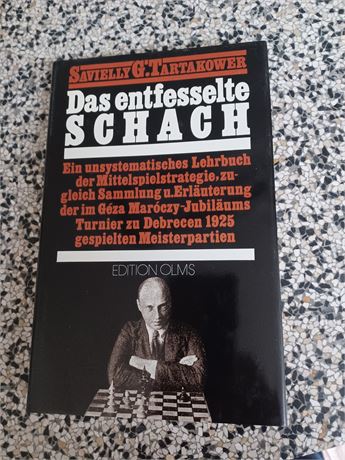 SAVIELLY G. TARTAKOWER
Das entfesselte
SCHACH
Ein unsystematisches Lehrbuch
der Mittelspielstrategie, zu-
gleich Sammlung u. Erläuterung
der im Géza Maróczy-Jubiläums
Turnier zu Debrecen 1925
gespielten Meisterpartien
EDITION OLMS